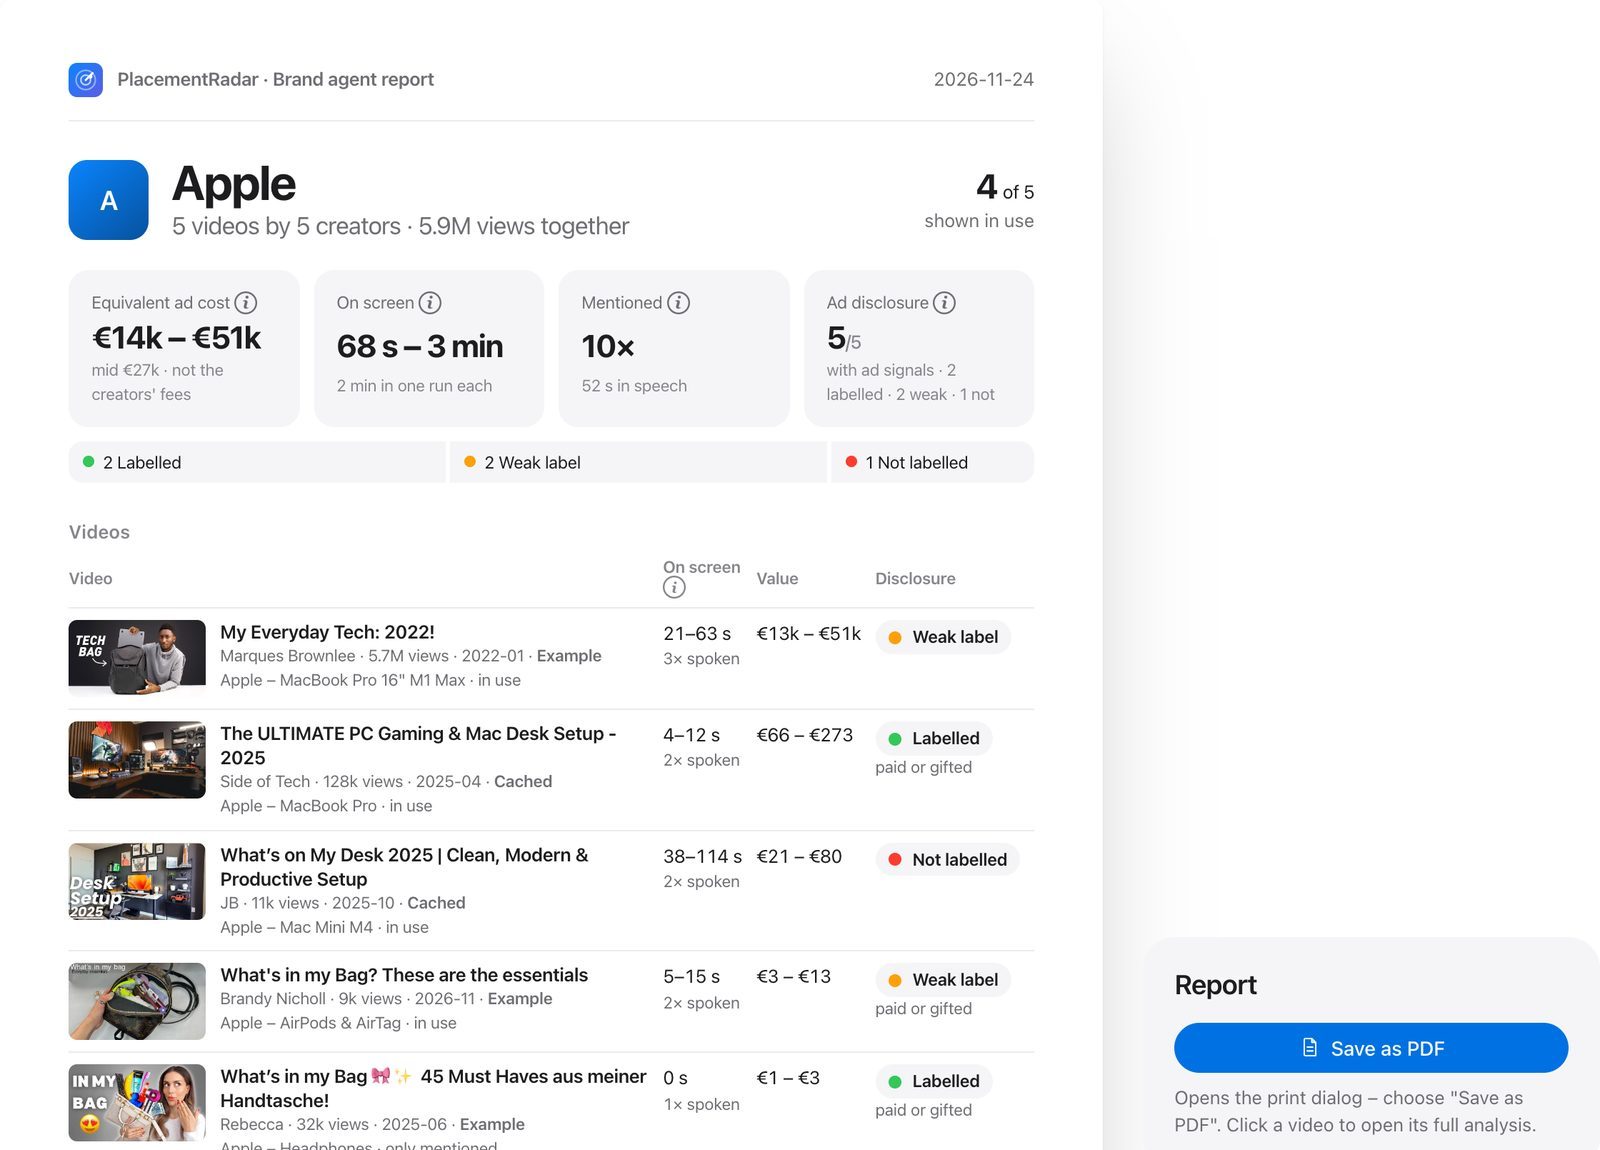 PlacementRadar · Brand agent report
2026-11-24
A
Apple
5 videos by 5 creators · 5.9M views together
4 of 5
shown in use
Equivalent ad cost
€14k – €51k
mid €27k · not the
creators' fees
On screen
68 s – 3 min
2 min in one run each
Mentioned
10×
52 s in speech
Ad disclosure
5/5
with ad signals · 2
labelled · 2 weak · 1 not
2 Labelled
2 Weak label
1 Not labelled
Videos
Video
On screen
Value
Disclosure
TECH
BAG
My Everyday Tech: 2022!
Marques Brownlee · 5.7M views · 2022-01 · Example
Apple – MacBook Pro 16" M1 Max · in use
21–63 s
3× spoken
€13k – €51k
Weak label
The ULTIMATE PC Gaming & Mac Desk Setup -
2025
Side of Tech · 128k views · 2025-04 · Cached
Apple – MacBook Pro · in use
4–12 s
2× spoken
€66 – €273
Labelled
paid or gifted
Desk
Setup
2025
What’s on My Desk 2025 | Clean, Modern &
Productive Setup
JB · 11k views · 2025-10 · Cached
Apple – Mac Mini M4 · in use
38–114 s
2× spoken
€21 – €80
Not labelled
What's in my bag
What's in my Bag? These are the essentials
Brandy Nicholl · 9k views · 2026-11 · Example
Apple – AirPods & AirTag · in use
5–15 s
2× spoken
€3 – €13
Weak label
paid or gifted
IN MY
BAG
What’s in my Bag 🎀✨ 45 Must Haves aus meiner
Handtasche!
Rebecca · 32k views · 2025-06 · Example
Apple – Headphones · only mentioned
0 s
1× spoken
€1 – €3
Labelled
paid or gifted
Report
Save as PDF
Opens the print dialog – choose "Save as
PDF". Click a video to open its full analysis.